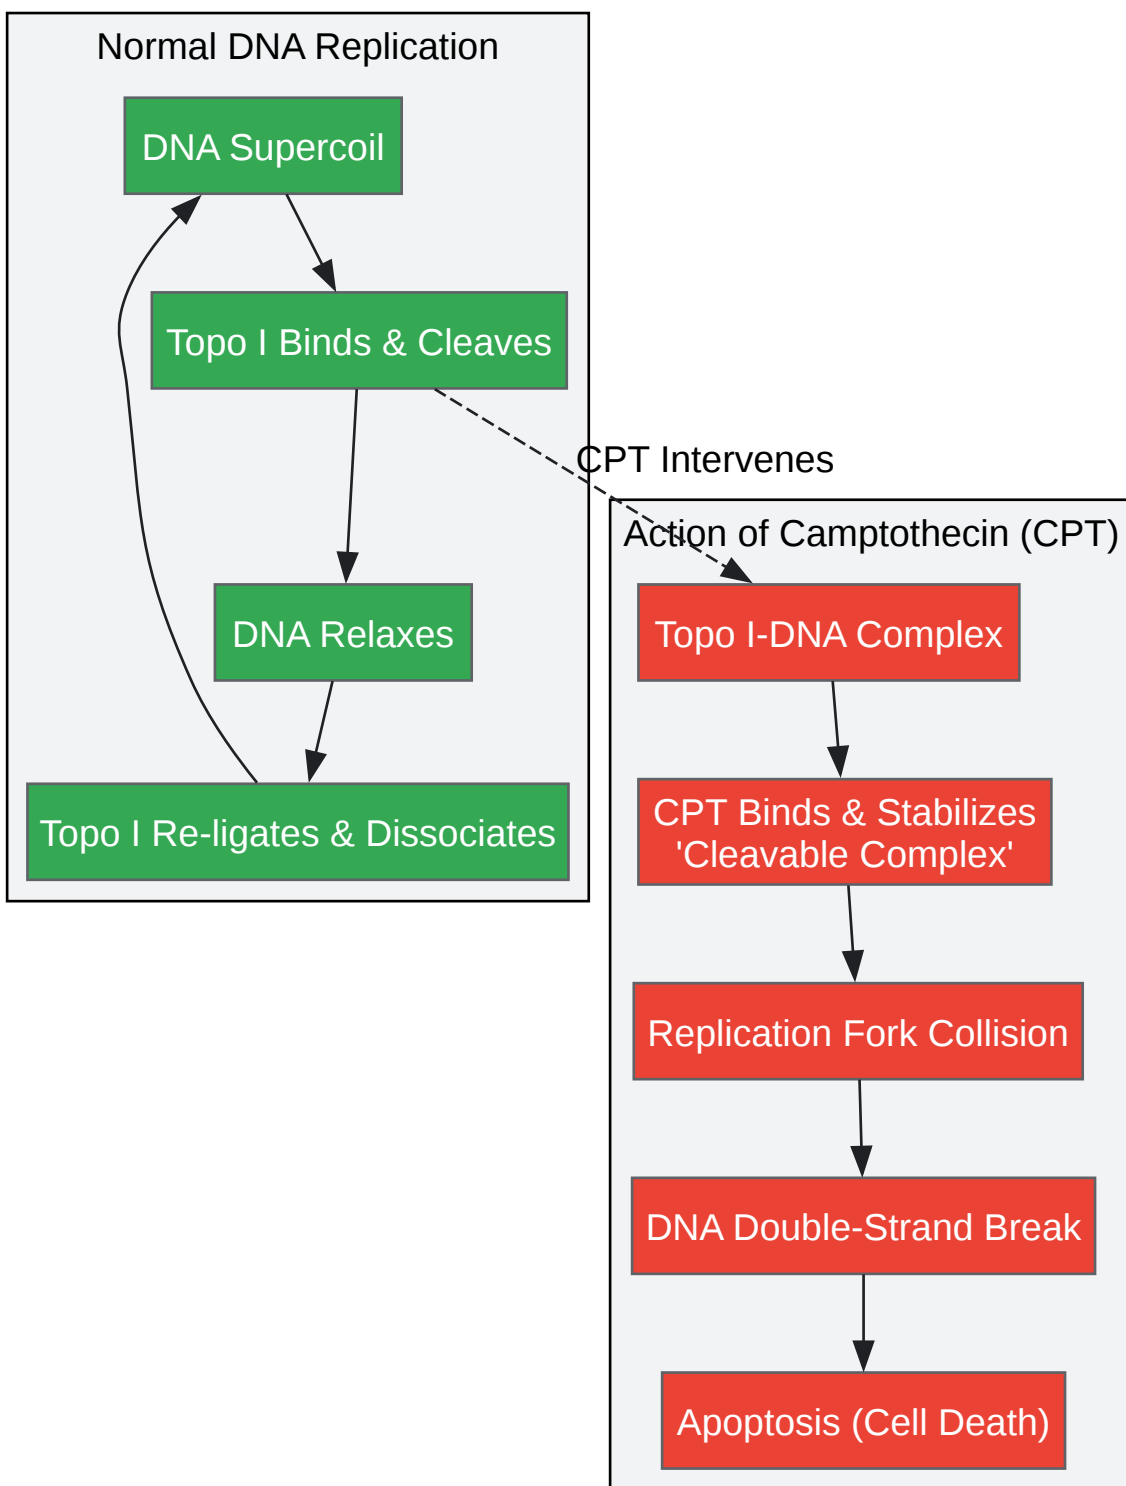 Normal DNA Replication
DNA Supercoil
Topo I Binds & Cleaves
DNA Relaxes
Topo I Re-ligates & Dissociates
CPT Intervenes
Action of Camptothecin (CPT)
Topo I-DNA Complex
CPT Binds & Stabilizes
'Cleavable Complex'
Replication Fork Collision
DNA Double-Strand Break
Apoptosis (Cell Death)